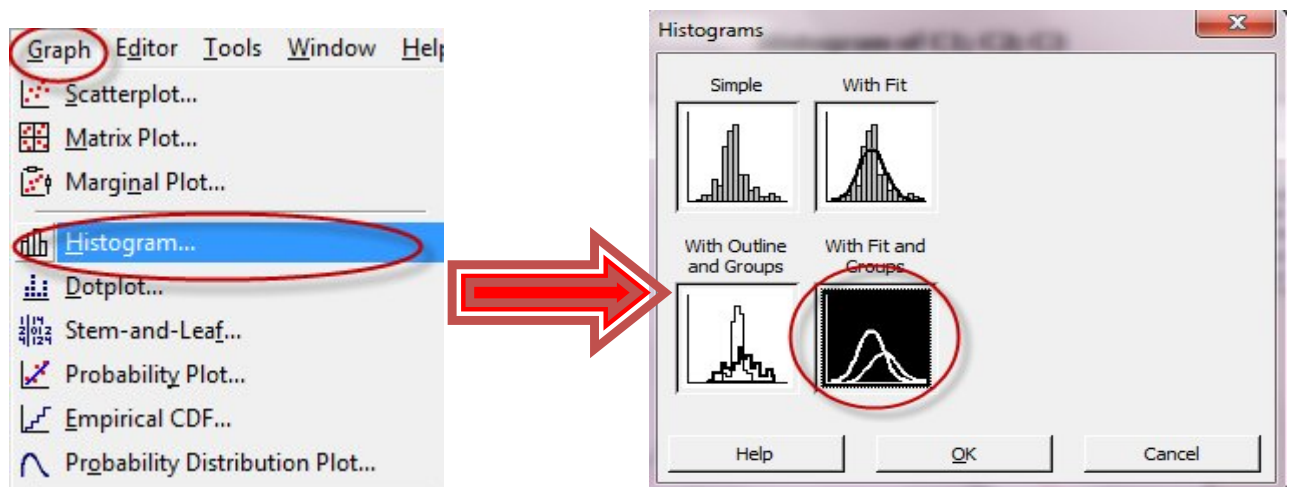 Graph Editor Tools Window Help
Scatterplot...
Matrix Plot...
Marginal Plot...
Histogram...
Dotplot...
Stem-and-Leaf...
Probability Plot...
Empirical CDF...
Probability Distribution Plot...
Histograms
Simple With Fit
With Outline and Groups
With Fit and Groups
Help OK Cancel